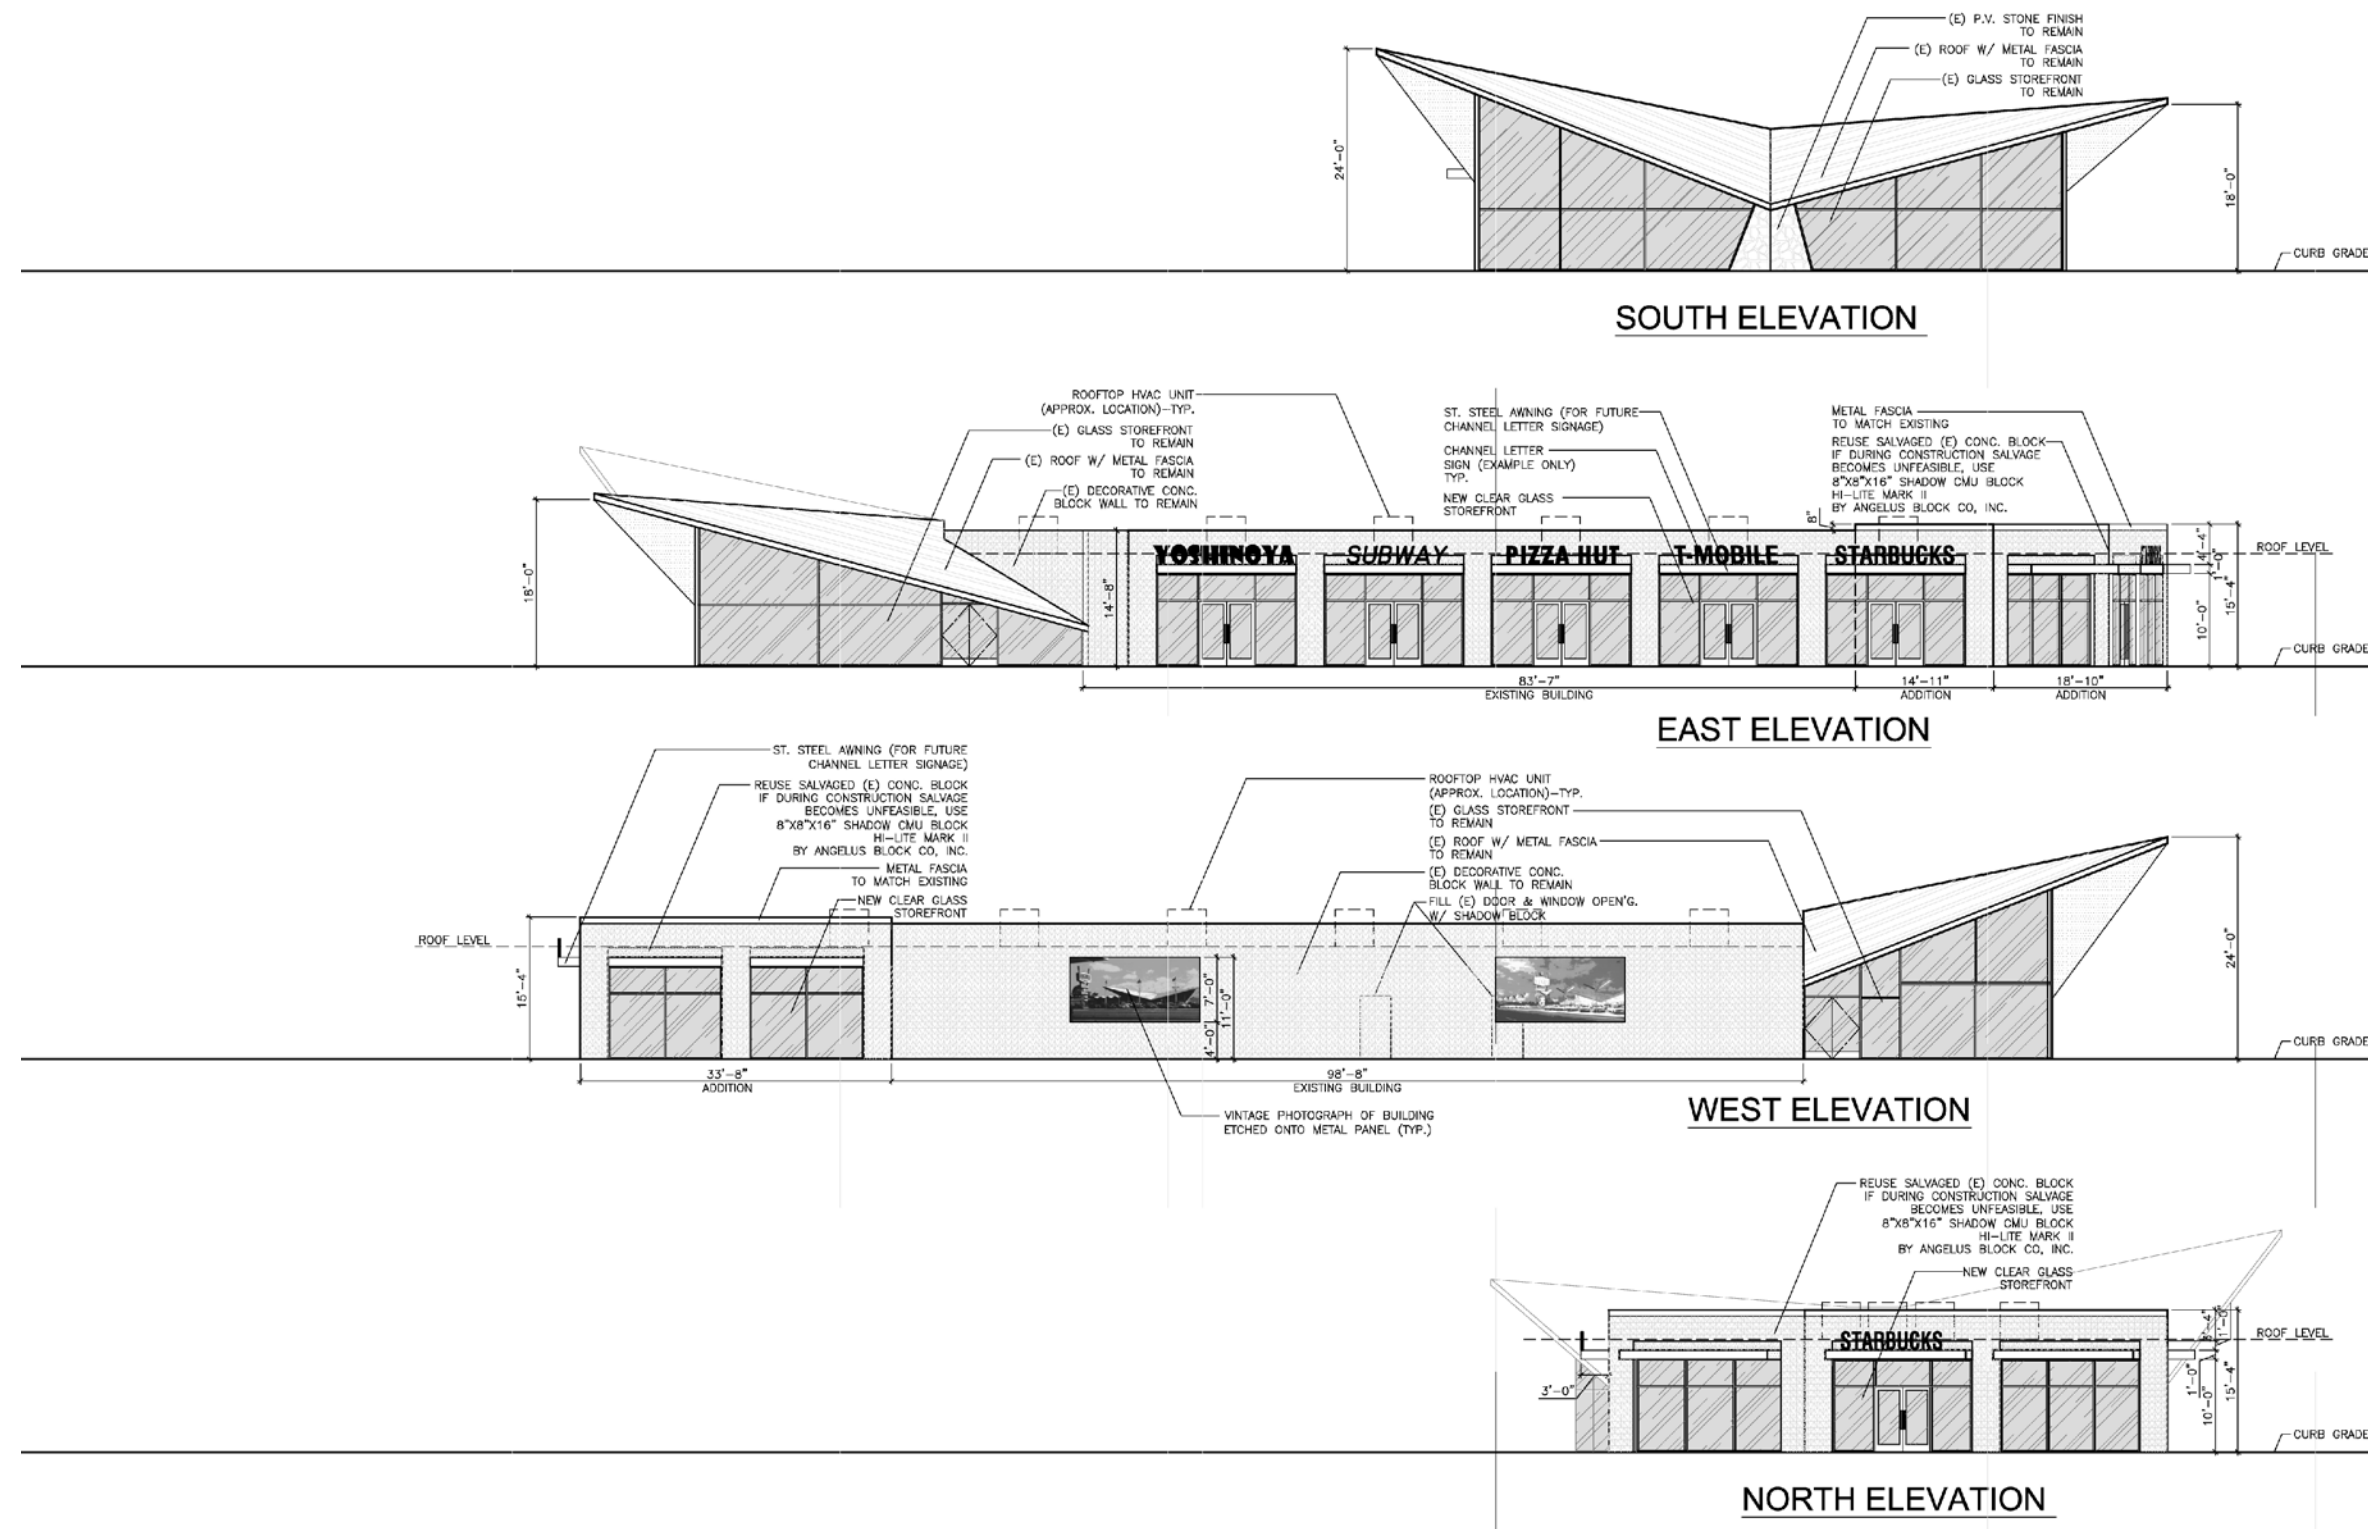 (E) P.V. STONE FINISH
TO REMAIN
(E) ROOF W/ METAL FASCIA
TO REMAIN
(E) GLASS STOREFRONT
TO REMAIN
24'-0"
18'-0"
CURB GRADE
SOUTH ELEVATION
ROOFTOP HVAC UNIT
(APPROX. LOCATION)-TYP.
(E) GLASS STOREFRONT
TO REMAIN
(E) ROOF W/ METAL FASCIA
TO REMAIN
(E) DECORATIVE CONC.
BLOCK WALL TO REMAIN
ST. STEEL AWNING (FOR FUTURE
CHANNEL LETTER SIGNAGE)
CHANNEL LETTER
SIGN (EXAMPLE ONLY)
TYP.
NEW CLEAR GLASS
STOREFRONT
METAL FASCIA
TO MATCH EXISTING
REUSE SALVAGED (E) CONC. BLOCK
IF DURING CONSTRUCTION SALVAGE
BECOMES UNFEASIBLE, USE
8"X8"X16" SHADOW CMU BLOCK
HI-LITE MARK II
BY ANGELUS BLOCK CO, INC.
8"
18'-0"
14'-8"
YOSHINOYA
SUBWAY
PIZZA HUT
T-MOBILE
STARBUCKS
ROOF LEVEL
4'-4"
1'-0"
10'-0"
15'-4"
CURB GRADE
83'-7"
EXISTING BUILDING
14'-11"
ADDITION
18'-10"
ADDITION
EAST ELEVATION
ST. STEEL AWNING (FOR FUTURE
CHANNEL LETTER SIGNAGE)
REUSE SALVAGED (E) CONC. BLOCK
IF DURING CONSTRUCTION SALVAGE
BECOMES UNFEASIBLE, USE
8"X8"X16" SHADOW CMU BLOCK
HI-LITE MARK II
BY ANGELUS BLOCK CO, INC.
METAL FASCIA
TO MATCH EXISTING
NEW CLEAR GLASS
STOREFRONT
ROOFTOP HVAC UNIT
(APPROX. LOCATION)-TYP.
(E) GLASS STOREFRONT
TO REMAIN
(E) ROOF W/ METAL FASCIA
TO REMAIN
(E) DECORATIVE CONC.
BLOCK WALL TO REMAIN
FILL (E) DOOR & WINDOW OPEN'G.
W/ SHADOW BLOCK
ROOF LEVEL
15'-4"
7'-0"
4'-0"
11'-0"
24'-0"
CURB GRADE
33'-8"
ADDITION
98'-8"
EXISTING BUILDING
VINTAGE PHOTOGRAPH OF BUILDING
ETCHED ONTO METAL PANEL (TYP.)
WEST ELEVATION
REUSE SALVAGED (E) CONC. BLOCK
IF DURING CONSTRUCTION SALVAGE
BECOMES UNFEASIBLE, USE
8"X8"X16" SHADOW CMU BLOCK
HI-LITE MARK II
BY ANGELUS BLOCK CO, INC.
NEW CLEAR GLASS
STOREFRONT
STARBUCKS
ROOF LEVEL
1'-0"
3'-0"
1'-0"
10'-0"
15'-4"
CURB GRADE
NORTH ELEVATION